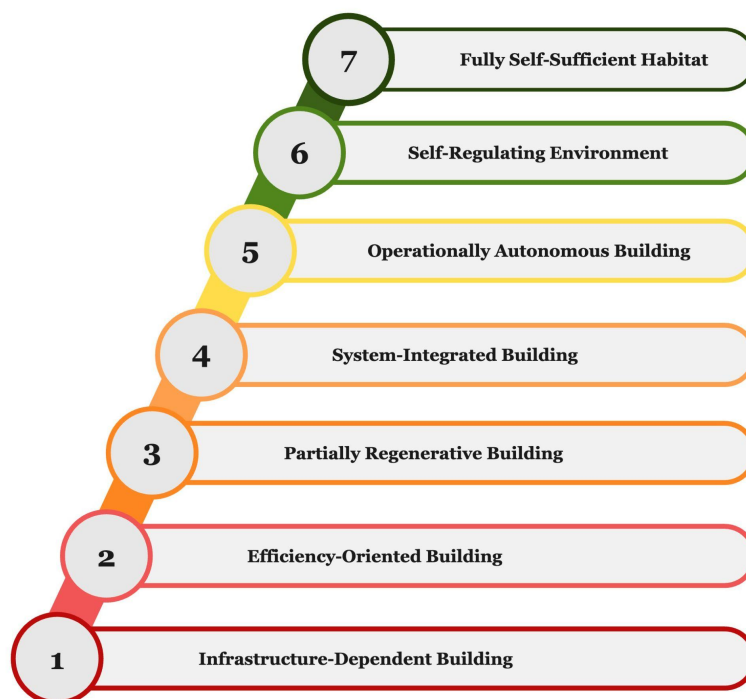 7 Fully Self-Sufficient Habitat
6 Self-Regulating Environment
5 Operationally Autonomous Building
4 System-Integrated Building
3 Partially Regenerative Building
2 Efficiency-Oriented Building
1 Infrastructure-Dependent Building